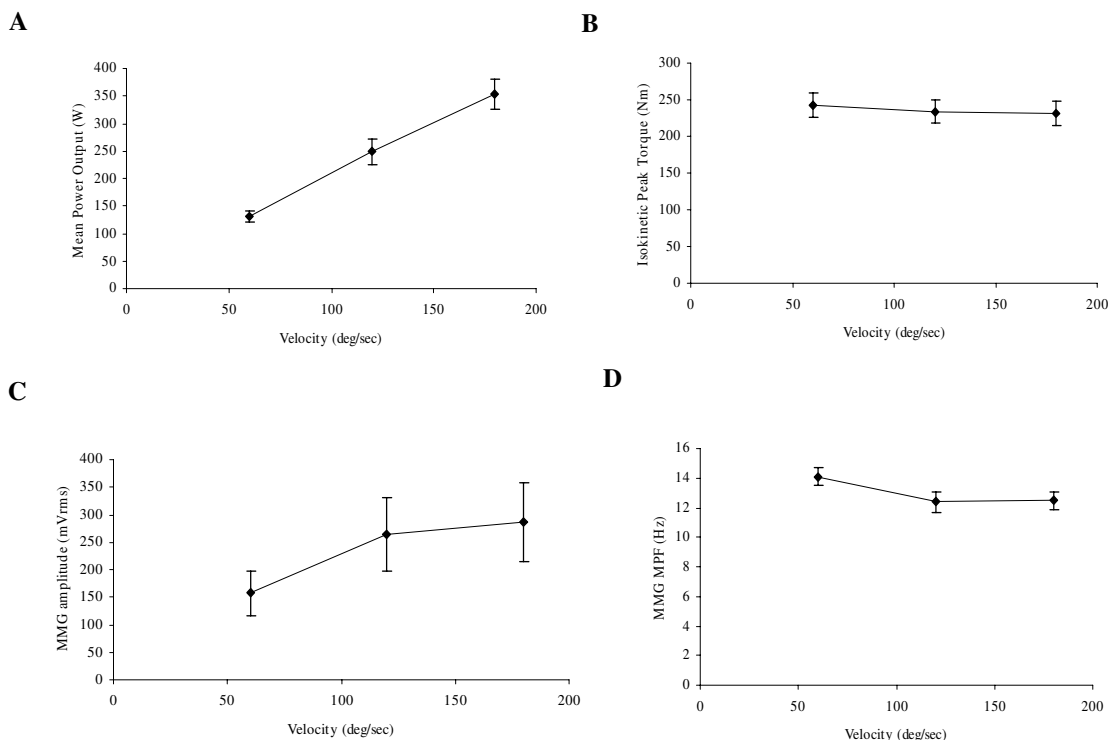 A
400
350
300
250
200
150
100
50
0
0 50 100 150 200
Mean Power Output (W)
Velocity (deg/sec)
B
300
250
200
150
100
50
0
0 50 100 150 200
Isokinetic Peak Torque (Nm)
Velocity (deg/sec)
C
400
350
300
250
200
150
100
50
0
0 50 100 150 200
MMG amplitude (mVrms)
Velocity (deg/sec)
D
16
14
12
10
8
6
4
2
0
0 50 100 150 200
MMG MPF (Hz)
Velocity (deg/sec)